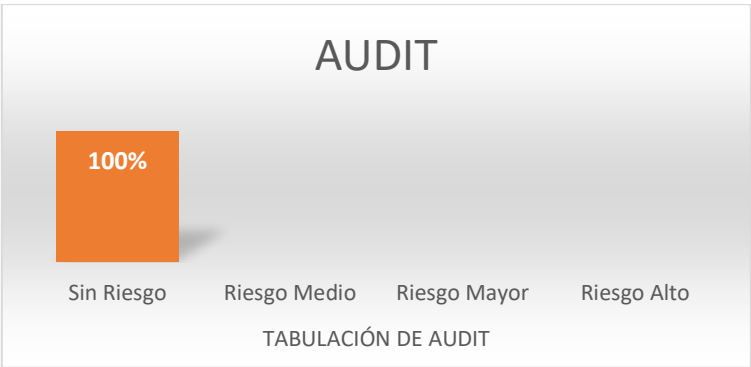 AUDIT
100%
Sin Riesgo Riesgo Medio Riesgo Mayor Riesgo Alto
TABULACIÓN DE AUDIT